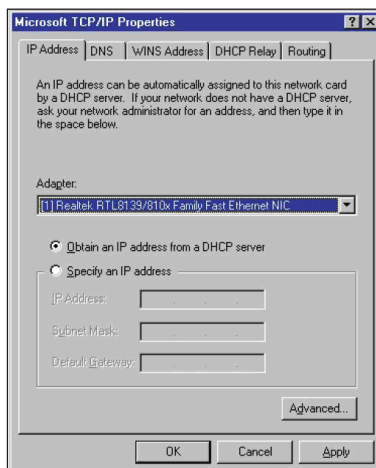 Microsoft TCP/IP Properties
IP Address DNS WINS Address DHCP Relay Routing
An IP address can be automatically assigned to this network card
by a DHCP server. If your network does not have a DHCP server,
ask your network administrator for an address, and then type it in
the space below.
Adapter:
[1] Realtek RTL8139/810x Family Fast Ethernet NIC
Obtain an IP address from a DHCP server
Specify an IP address
IP Address:
Subnet Mask:
Default Gateway:
Advanced...
OK Cancel Apply